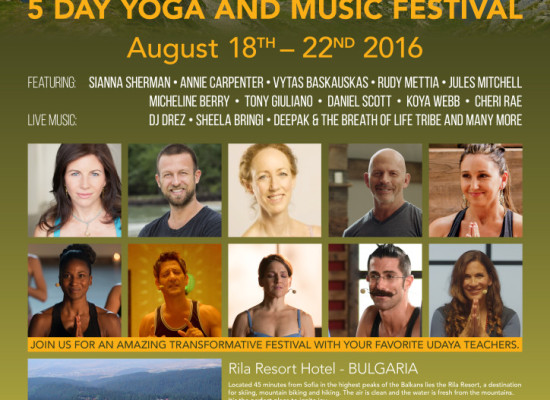 5 DAY YOGA AND MUSIC FESTIVAL
August 18TH – 22ND 2016
FEATURING: SIANNA SHERMAN • ANNIE CARPENTER • VYTAS BASKAUSKAS • RUDY METTIA • JULES MITCHELL
MICHELINE BERRY • TONY GIULIANO • DANIEL SCOTT • KOYA WEBB • CHERI RAE
LIVE MUSIC: DJ DREZ • SHEELA BRINGI • DEEPAK & THE BREATH OF LIFE TRIBE AND MANY MORE
JOIN US FOR AN AMAZING TRANSFORMATIVE FESTIVAL WITH YOUR FAVORITE UDAYA TEACHERS.
Rila Resort Hotel - BULGARIA
Located 45 minutes from Sofia in the highest peaks of the Balkans lies the Rila Resort, a destination
for skiing, mountain biking and hiking. The air is clean and the water is fresh from the mountains.